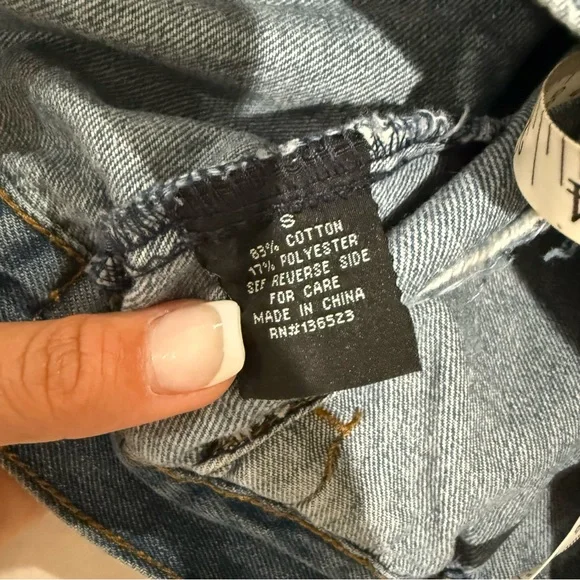 S
83% COTTON
17% POLYESTER
SEE REVERSE SIDE
FOR CARE
MADE IN CHINA
RN#136523